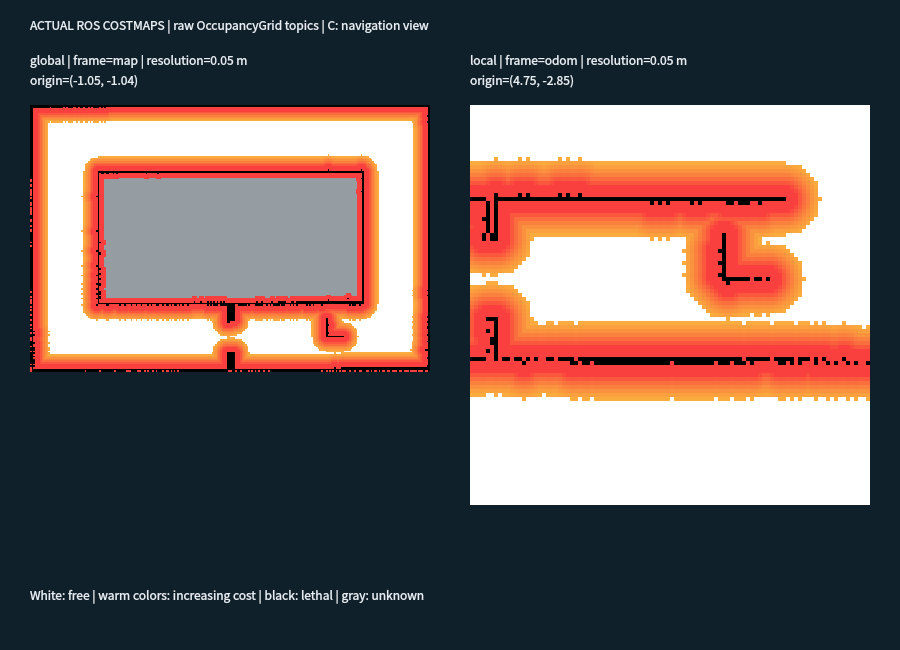 ACTUAL ROS COSTMAPS | raw OccupancyGrid topics | C: navigation view
global | frame=map | resolution=0.05 m
origin=(-1.05, -1.04)
local | frame=odom | resolution=0.05 m
origin=(4.75, -2.85)
White: free | warm colors: increasing cost | black: lethal | gray: unknown